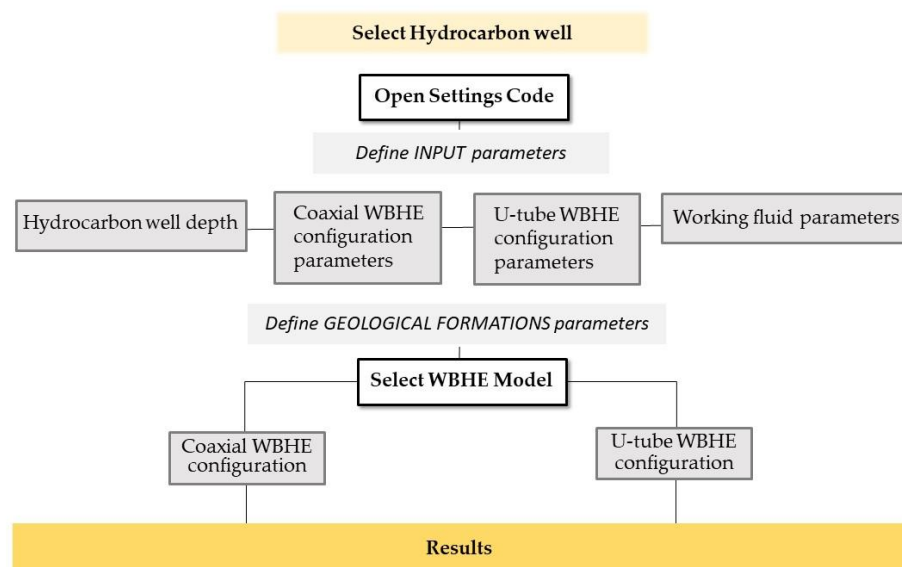 Select Hydrocarbon well
Open Settings Code
Define INPUT parameters
Hydrocarbon well depth
Coaxial WBHE
configuration
parameters
U-tube WBHE
configuration
parameters
Working fluid parameters
Define GEOLOGICAL FORMATIONS parameters
Select WBHE Model
Coaxial WBHE
configuration
U-tube WBHE
configuration
Results